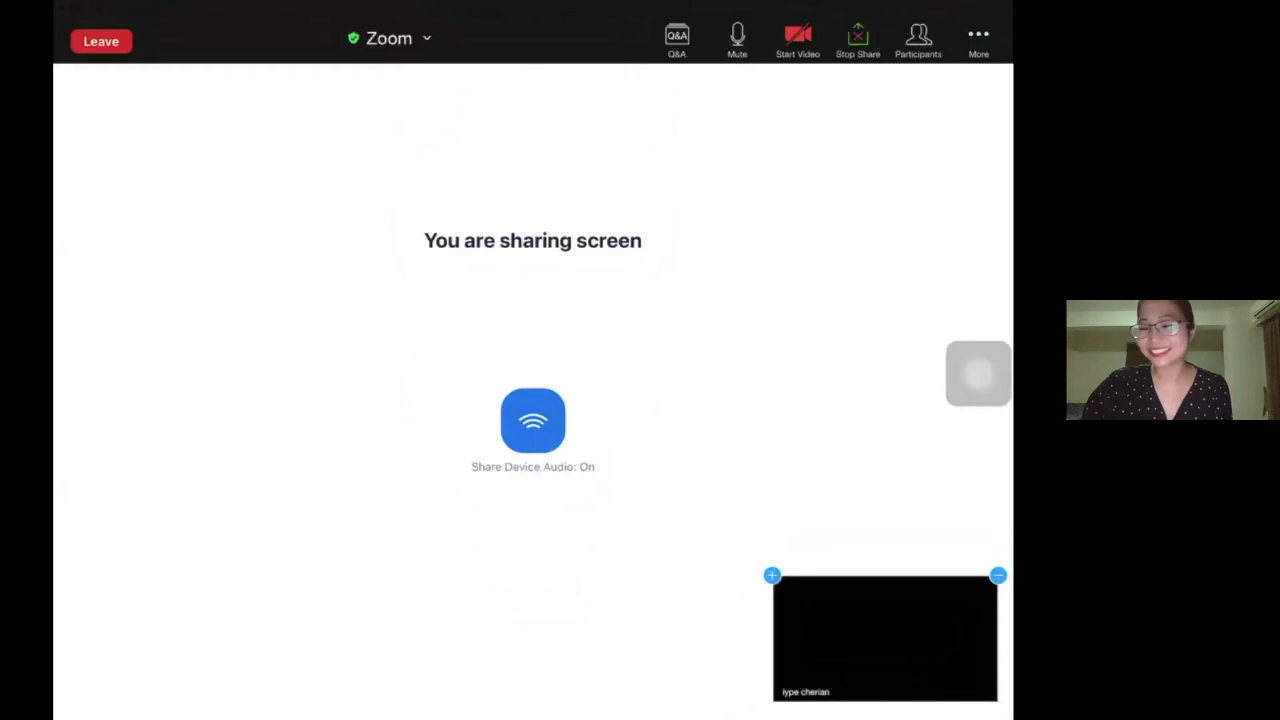 Leave
Zoom
Q&A
Q&A
Mute
Start Video
Stop Share
Participants
More
You are sharing screen
Share Device Audio: On
iype cherian